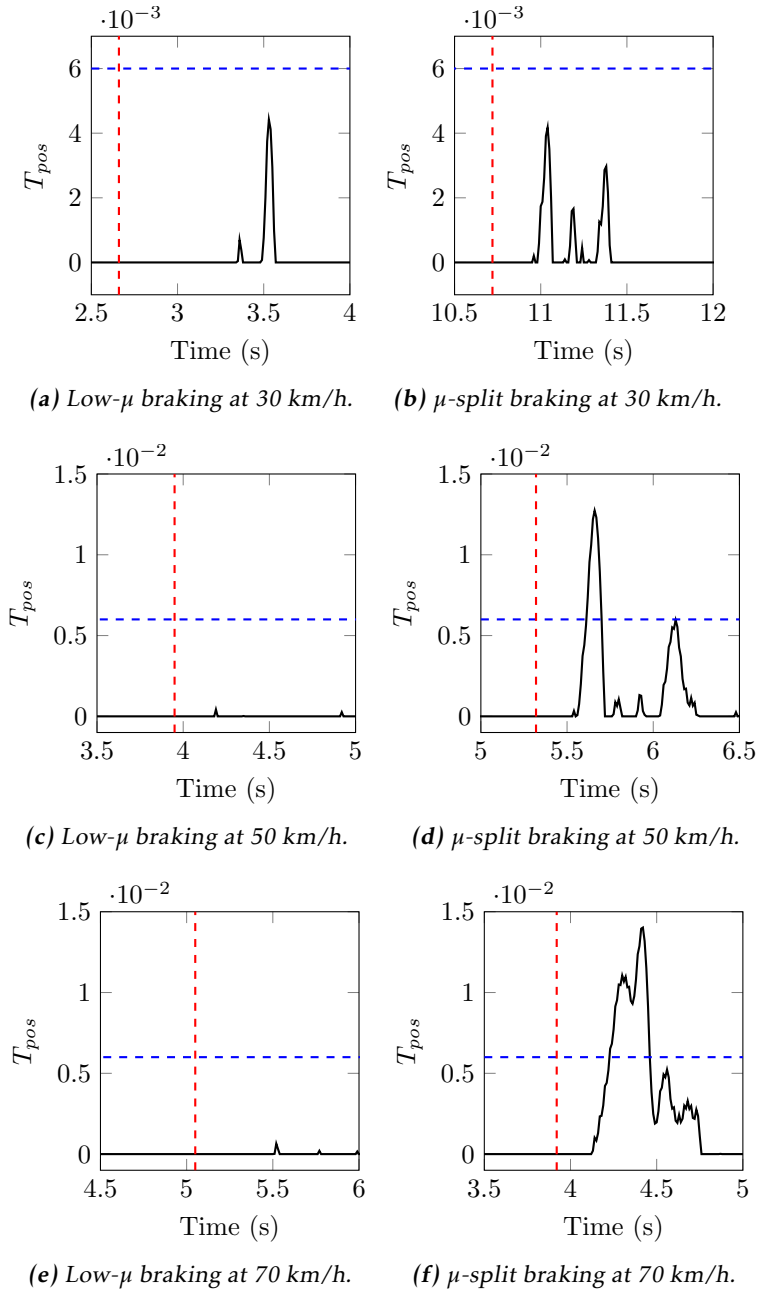 ·10−3
6
4
2
0
Tpos
2.5 3 3.5 4
Time (s)
(a) Low-μ braking at 30 km/h.
·10−3
6
4
2
0
Tpos
10.5 11 11.5 12
Time (s)
(b) μ-split braking at 30 km/h.
·10−2
1.5
1
0.5
0
Tpos
3.5 4 4.5 5
Time (s)
(c) Low-μ braking at 50 km/h.
·10−2
1.5
1
0.5
0
Tpos
5 5.5 6 6.5
Time (s)
(d) μ-split braking at 50 km/h.
·10−2
1.5
1
0.5
0
Tpos
4.5 5 5.5 6
Time (s)
(e) Low-μ braking at 70 km/h.
·10−2
1.5
1
0.5
0
Tpos
3.5 4 4.5 5
Time (s)
(f) μ-split braking at 70 km/h.